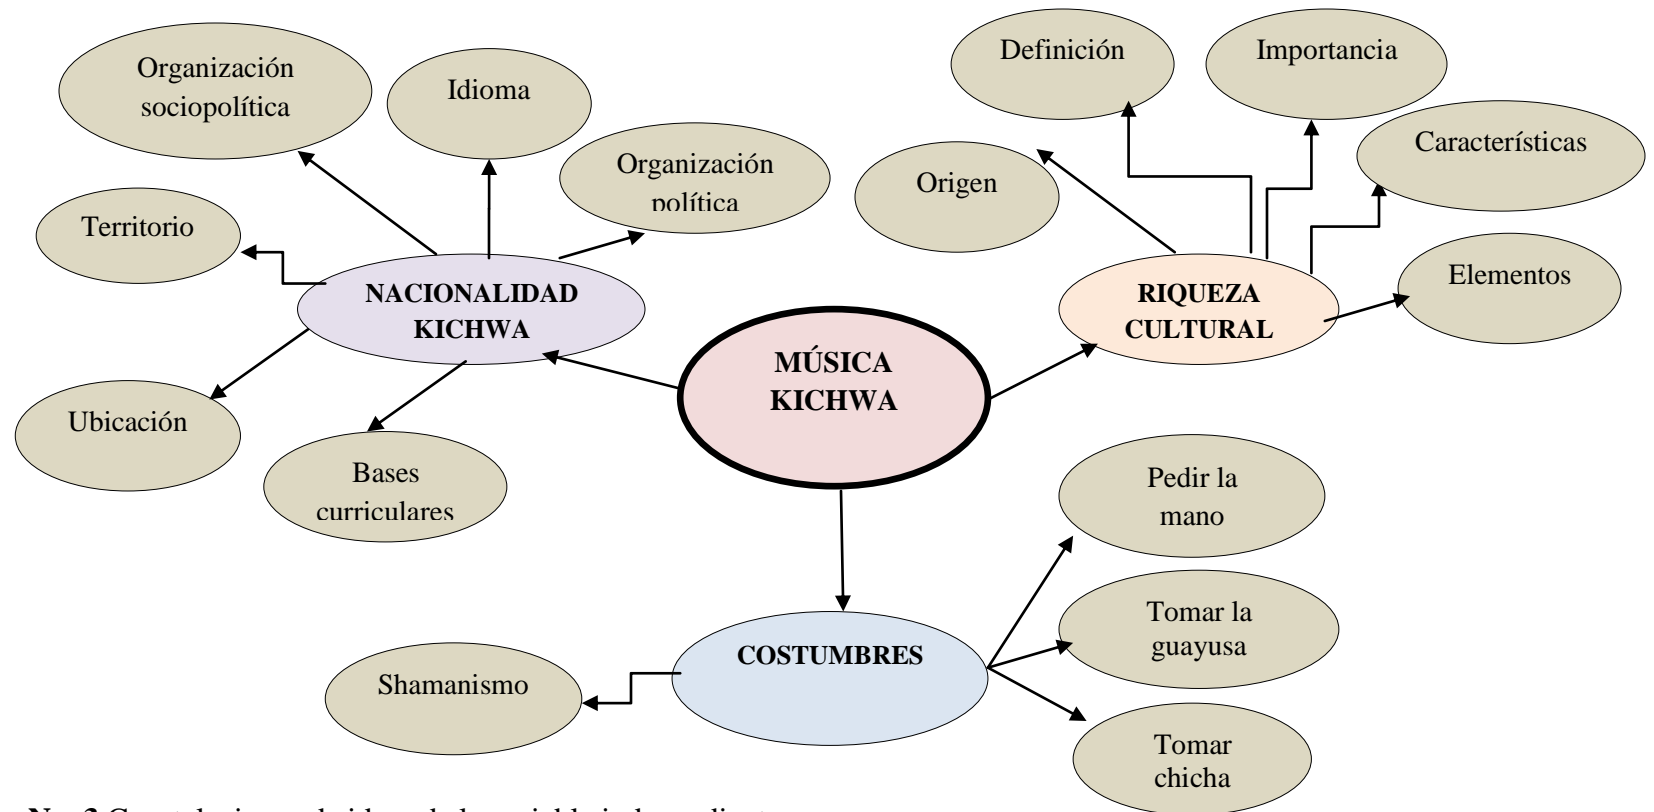 Organización
sociopolítica
Idioma
Organización
política
Territorio
NACIONALIDAD
KICHWA
Ubicación
Bases
curriculares
Definición
Importancia
Características
Origen
Elementos
RIQUEZA
CULTURAL
MÚSICA
KICHWA
Pedir la
mano
Tomar la
guayusa
Tomar
chicha
COSTUMBRES
Shamanismo